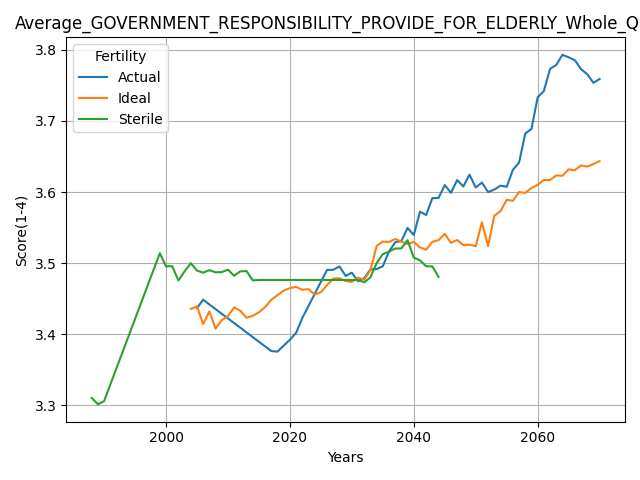 Average_GOVERNMENT_RESPONSIBILITY_PROVIDE_FOR_ELDERLY_Whole_Q
Fertility
Actual
Ideal
Sterile
3.8
3.7
3.6
3.5
3.4
3.3
Score(1-4)
2000
2020
2040
2060
Years